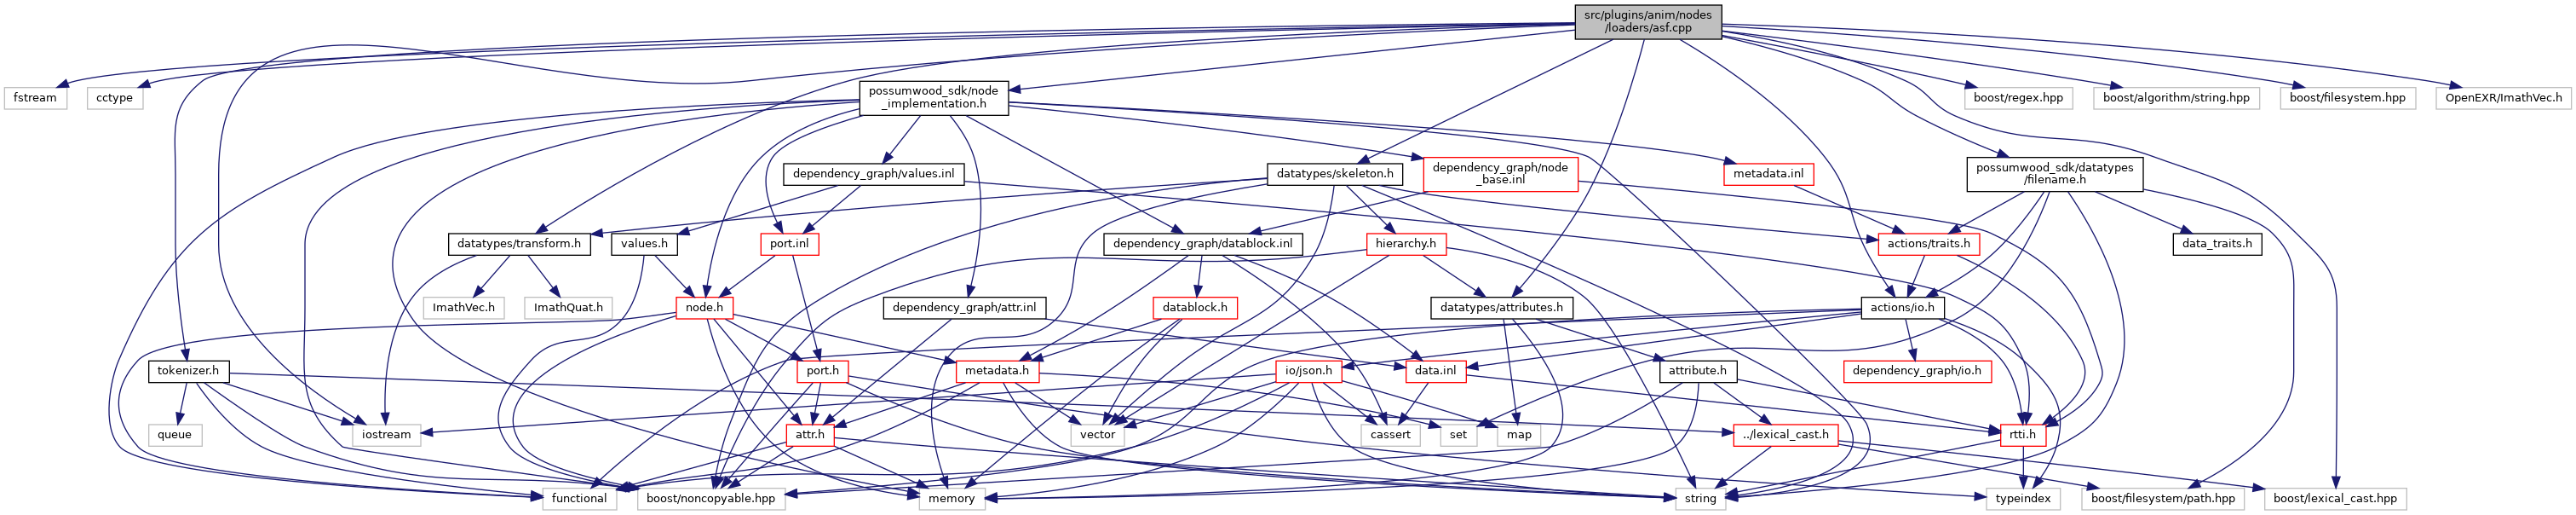 src/plugins/anim/nodes
/loaders/asf.cpp
fstream
cctype
possumwood_sdk/node
_implementation.h
boost/regex.hpp
boost/algorithm/string.hpp
boost/filesystem.hpp
OpenEXR/ImathVec.h
dependency_graph/values.inl
datatypes/skeleton.h
dependency_graph/node
_base.inl
metadata.inl
possumwood_sdk/datatypes
/filename.h
datatypes/transform.h
values.h
port.inl
dependency_graph/datablock.inl
hierarchy.h
actions/traits.h
data_traits.h
ImathVec.h
ImathQuat.h
node.h
dependency_graph/attr.inl
datablock.h
datatypes/attributes.h
actions/io.h
tokenizer.h
port.h
metadata.h
io/json.h
data.inl
attribute.h
dependency_graph/io.h
queue
iostream
attr.h
vector
cassert
set
map
../lexical_cast.h
rtti.h
functional
boost/noncopyable.hpp
memory
string
typeindex
boost/filesystem/path.hpp
boost/lexical_cast.hpp